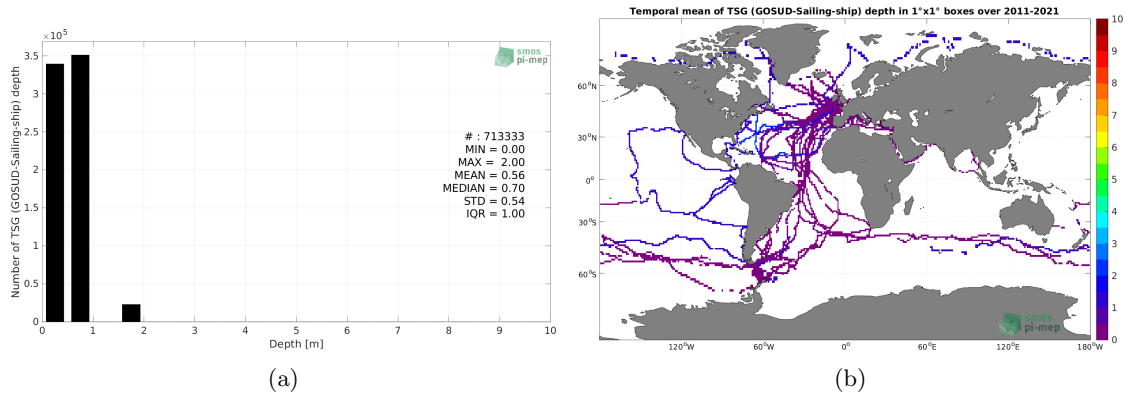 ×10⁵
3.5
3
2.5
2
1.5
1
0.5
0
Number of TSG (GOSUD-Sailing-ship) depth
smos
pi-mep
# : 713333
MIN = 0.00
MAX = 2.00
MEAN = 0.56
MEDIAN = 0.70
STD = 0.54
IQR = 1.00
0 1 2 3 4 5 6 7 8 9 10
Depth [m]
(a)
Temporal mean of TSG (GOSUD-Sailing-ship) depth in 1°x1° boxes over 2011-2021
60°N
30°N
0°
30°S
60°S
120°W 60°W 0° 60°E 120°E 180°W
smos
pi-mep
10
9
8
7
6
5
4
3
2
1
0
(b)